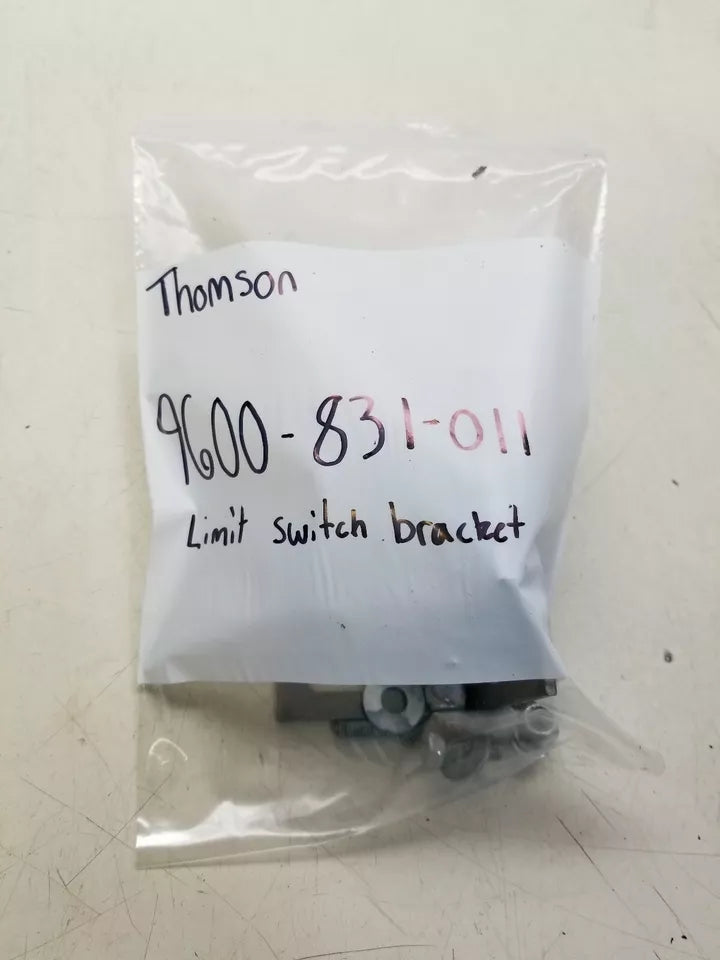 Thomson
9600-831-011
Limit switch bracket